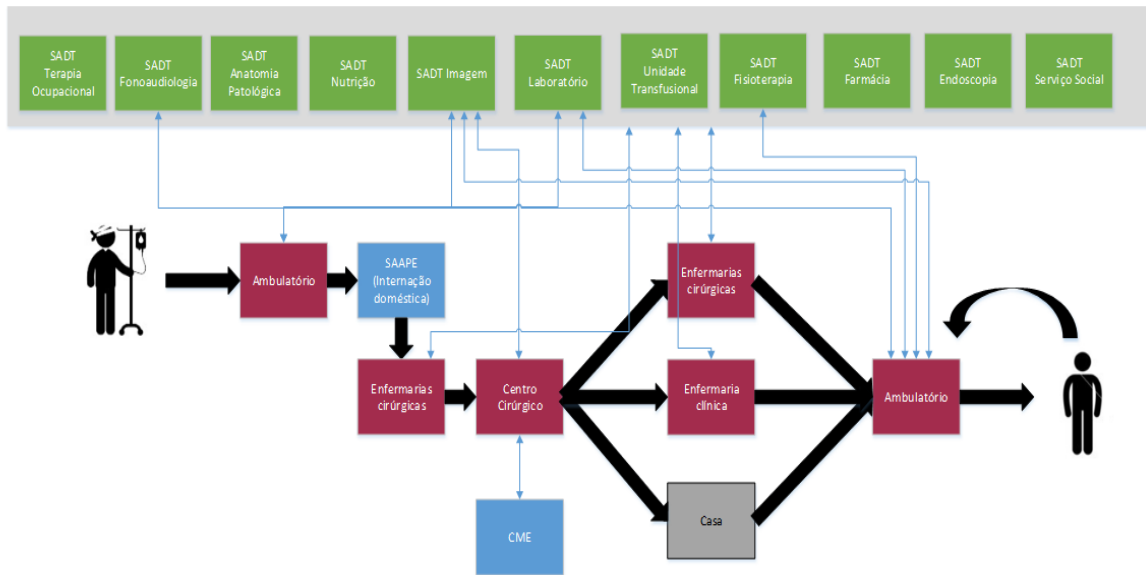 SADT
Terapia
Ocupacional
SADT
Fonoaudiologia
SADT
Anatomia
Patológica
SADT
Nutrição
SADT Imagem
SADT
Laboratório
SADT
Unidade
Transfusional
SADT
Fisioterapia
SADT
Farmácia
SADT
Endoscopia
SADT
Serviço Social
Ambulatório
SAAPE
(Internação
doméstica)
Enfermarias
cirúrgicas
Enfermarias
cirúrgicas
Centro
Cirúrgico
Enfermaria
clínica
Ambulatório
CME
Casa